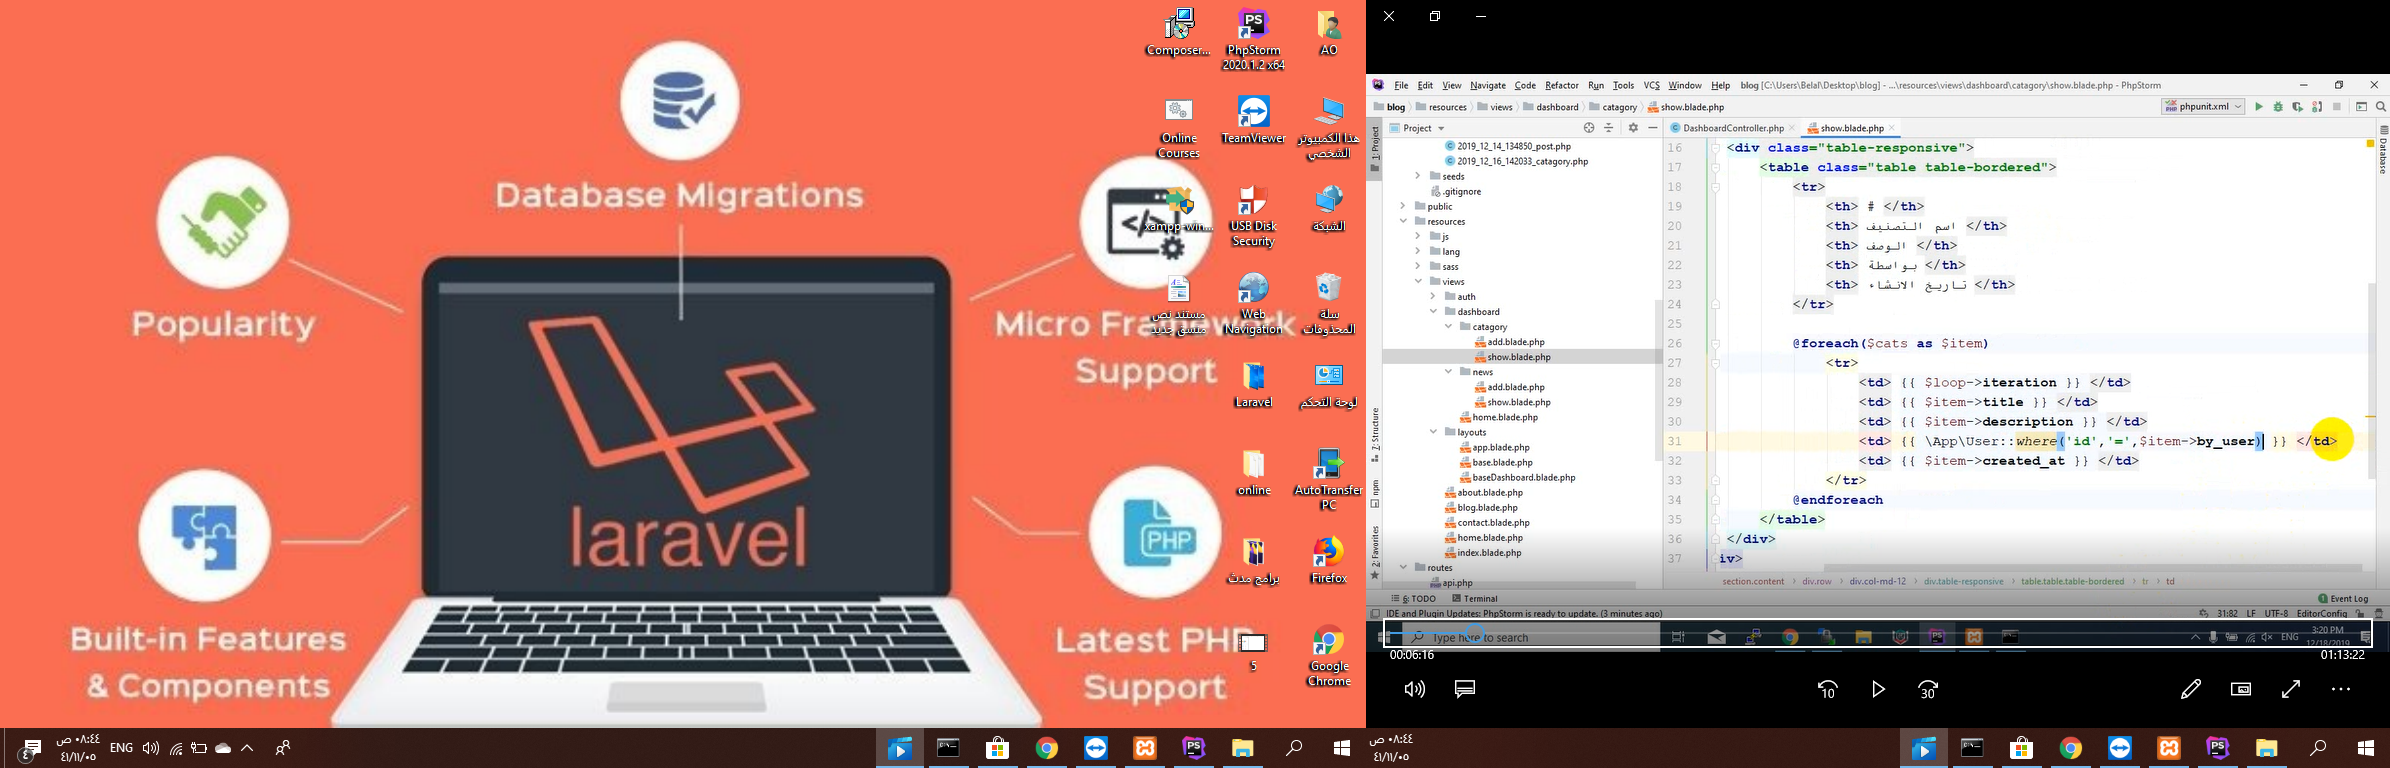 Database Migrations
Popularity
Micro Framework
Support
laravel
PHP
Built-in Features
& Components
Latest PHP
Support
Composer...
PhpStorm
2020.1.2 x64
AO
Online
Courses
TeamViewer
هذا الكمبيوتر
الشخصي
xampp-win...
USB Disk
Security
الشبكة
مستند نص
منسق جديد
Web
Navigation
سلة
المحذوفات
Laravel
لوحة التحكم
online
AutoTransfer
PC
برامج مدث
Firefox
5
Google
Chrome
٠٨:٤٤ ص
٤١/١١/٠٥
ENG
File Edit View Navigate Code Refactor Run Tools VCS Window Help blog [C:\Users\Belal\Desktop\blog] - ...\resources\views\dashboard\catagory\show.blade.php - PhpStorm
blog resources views dashboard catagory show.blade.php
phpunit.xml
1: Project
Project
DashboardController.php
show.blade.php
Database
2019_12_14_134850_post.php
2019_12_16_142033_catagory.php
seeds
.gitignore
public
resources
js
lang
sass
views
auth
dashboard
catagory
add.blade.php
show.blade.php
news
add.blade.php
show.blade.php
home.blade.php
layouts
app.blade.php
base.blade.php
baseDashboard.blade.php
about.blade.php
blog.blade.php
contact.blade.php
home.blade.php
index.blade.php
routes
api.php
7: Structure
npm
2: Favorites
16 <div class="table-responsive">
17 <table class="table table-bordered">
18 <tr>
19 <th> # </th>
20 <th> اسم التصنيف </th>
21 <th> الوصف </th>
22 <th> بواسطة </th>
23 <th> تاريخ الانشاء </th>
24 </tr>
25
26 @foreach($cats as $item)
27 <tr>
28 <td> {{ $loop->iteration }} </td>
29 <td> {{ $item->title }} </td>
30 <td> {{ $item->description }} </td>
31 <td> {{ \App\User::where('id','=',$item->by_user) }} </td>
32 <td> {{ $item->created_at }} </td>
33 </tr>
34 @endforeach
35 </table>
36 </div>
37 iv>
section.content div.row div.col-md-12 div.table-responsive table.table.table-bordered tr td
6: TODO Terminal
1 Event Log
IDE and Plugin Updates: PhpStorm is ready to update. (3 minutes ago)
31:82 LF UTF-8 EditorConfig
Type here to search
ENG
3:20 PM
12/18/2019
00:06:16
01:13:22
10
30
٠٨:٤٤ ص
٤١/١١/٠٥